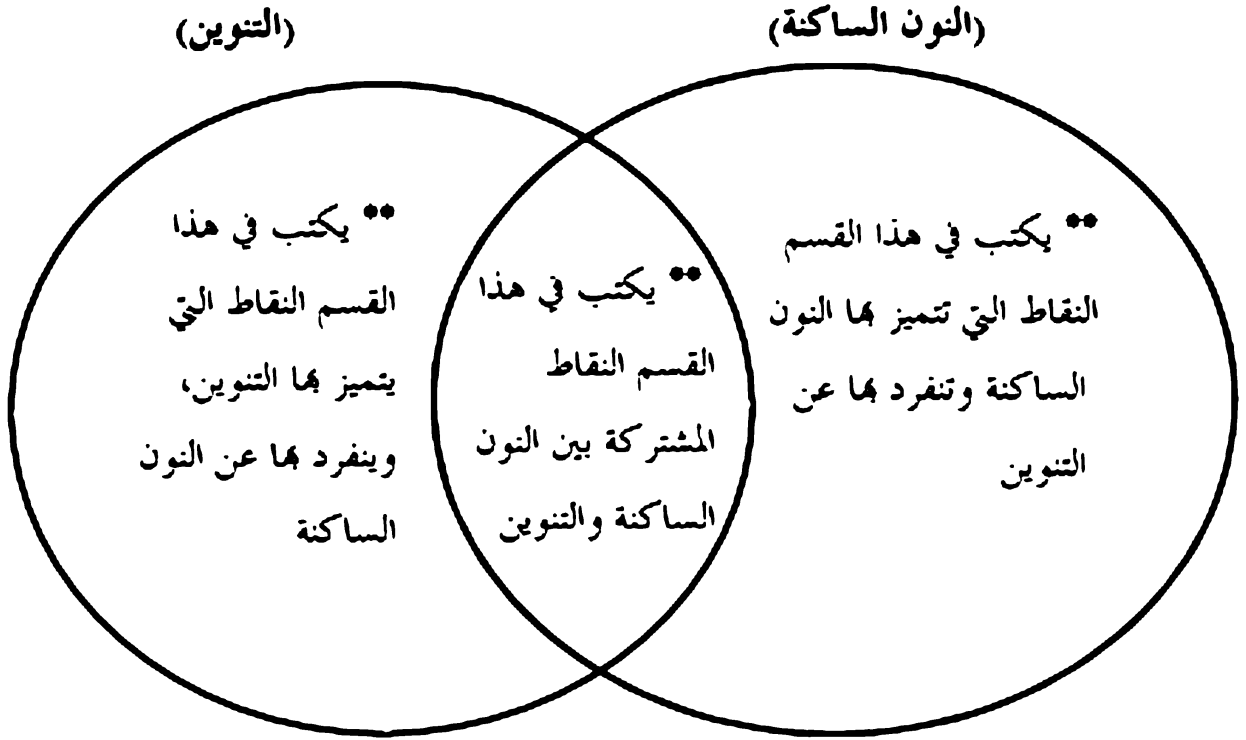 (النون الساكنة)
(التنوين)
** يكتب في هذا القسم
النقاط التي تتميز بها النون
الساكنة وتنفرد بها عن
التنوين
** يكتب في هذا
القسم النقاط
المشتركة بين النون
الساكنة والتنوين
** يكتب في هذا
القسم النقاط التي
يتميز بها التنوين،
وينفرد بها عن النون
الساكنة